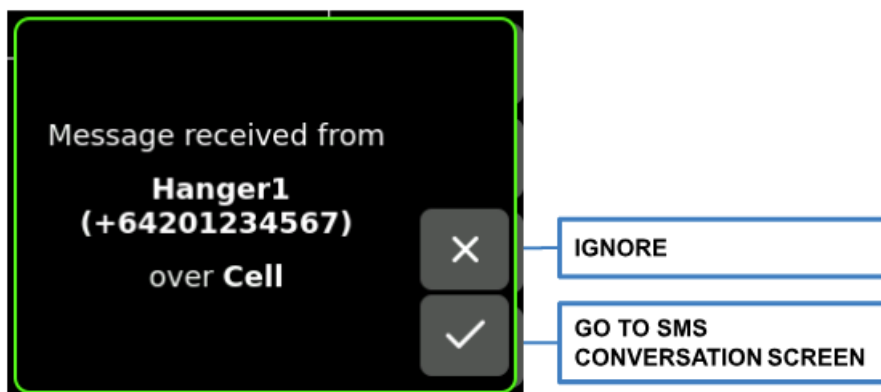 Message received from
Hanger1
(+64201234567)
over Cell
IGNORE
GO TO SMS
CONVERSATION SCREEN